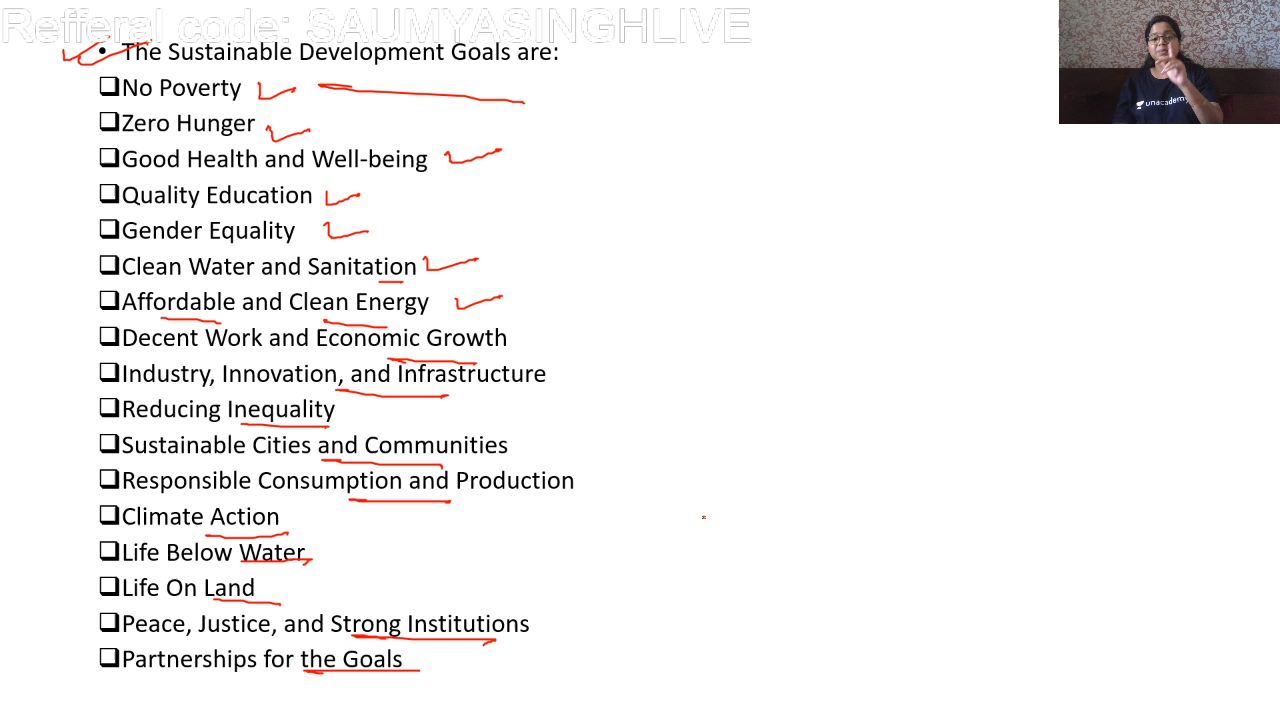 Refferal code: SAUMYASINGHLIVE
• The Sustainable Development Goals are:
❑No Poverty
❑Zero Hunger
❑Good Health and Well-being
❑Quality Education
❑Gender Equality
❑Clean Water and Sanitation
❑Affordable and Clean Energy
❑Decent Work and Economic Growth
❑Industry, Innovation, and Infrastructure
❑Reducing Inequality
❑Sustainable Cities and Communities
❑Responsible Consumption and Production
❑Climate Action
❑Life Below Water
❑Life On Land
❑Peace, Justice, and Strong Institutions
❑Partnerships for the Goals
unacademy